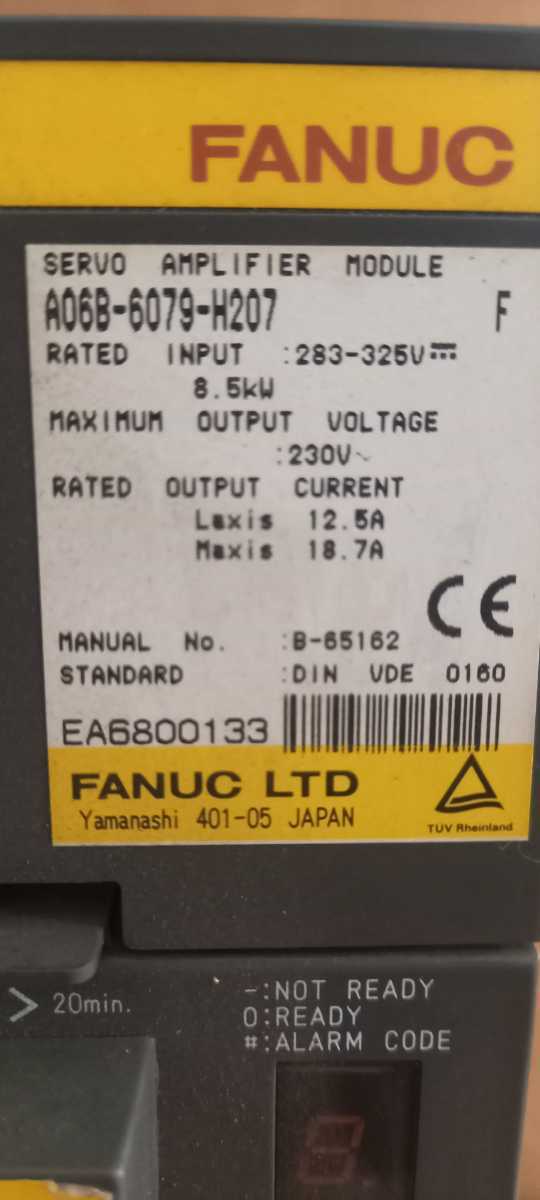 FANUC
SERVO AMPLIFIER MODULE
A06B-6079-H207 F
RATED INPUT :283-325V⎓
8.5kW
MAXIMUM OUTPUT VOLTAGE
:230V~
RATED OUTPUT CURRENT
Laxis 12.5A
Maxis 18.7A
CE
MANUAL No. :B-65162
STANDARD :DIN VDE 0160
EA6800133
FANUC LTD
Yamanashi 401-05 JAPAN
TÜV Rheinland
> 20min.
-:NOT READY
0:READY
#:ALARM CODE